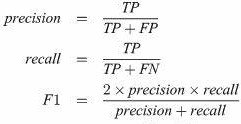 precision = TP / TP + FP
recall = TP / TP + FN
F1 = 2 × precision × recall / precision + recall